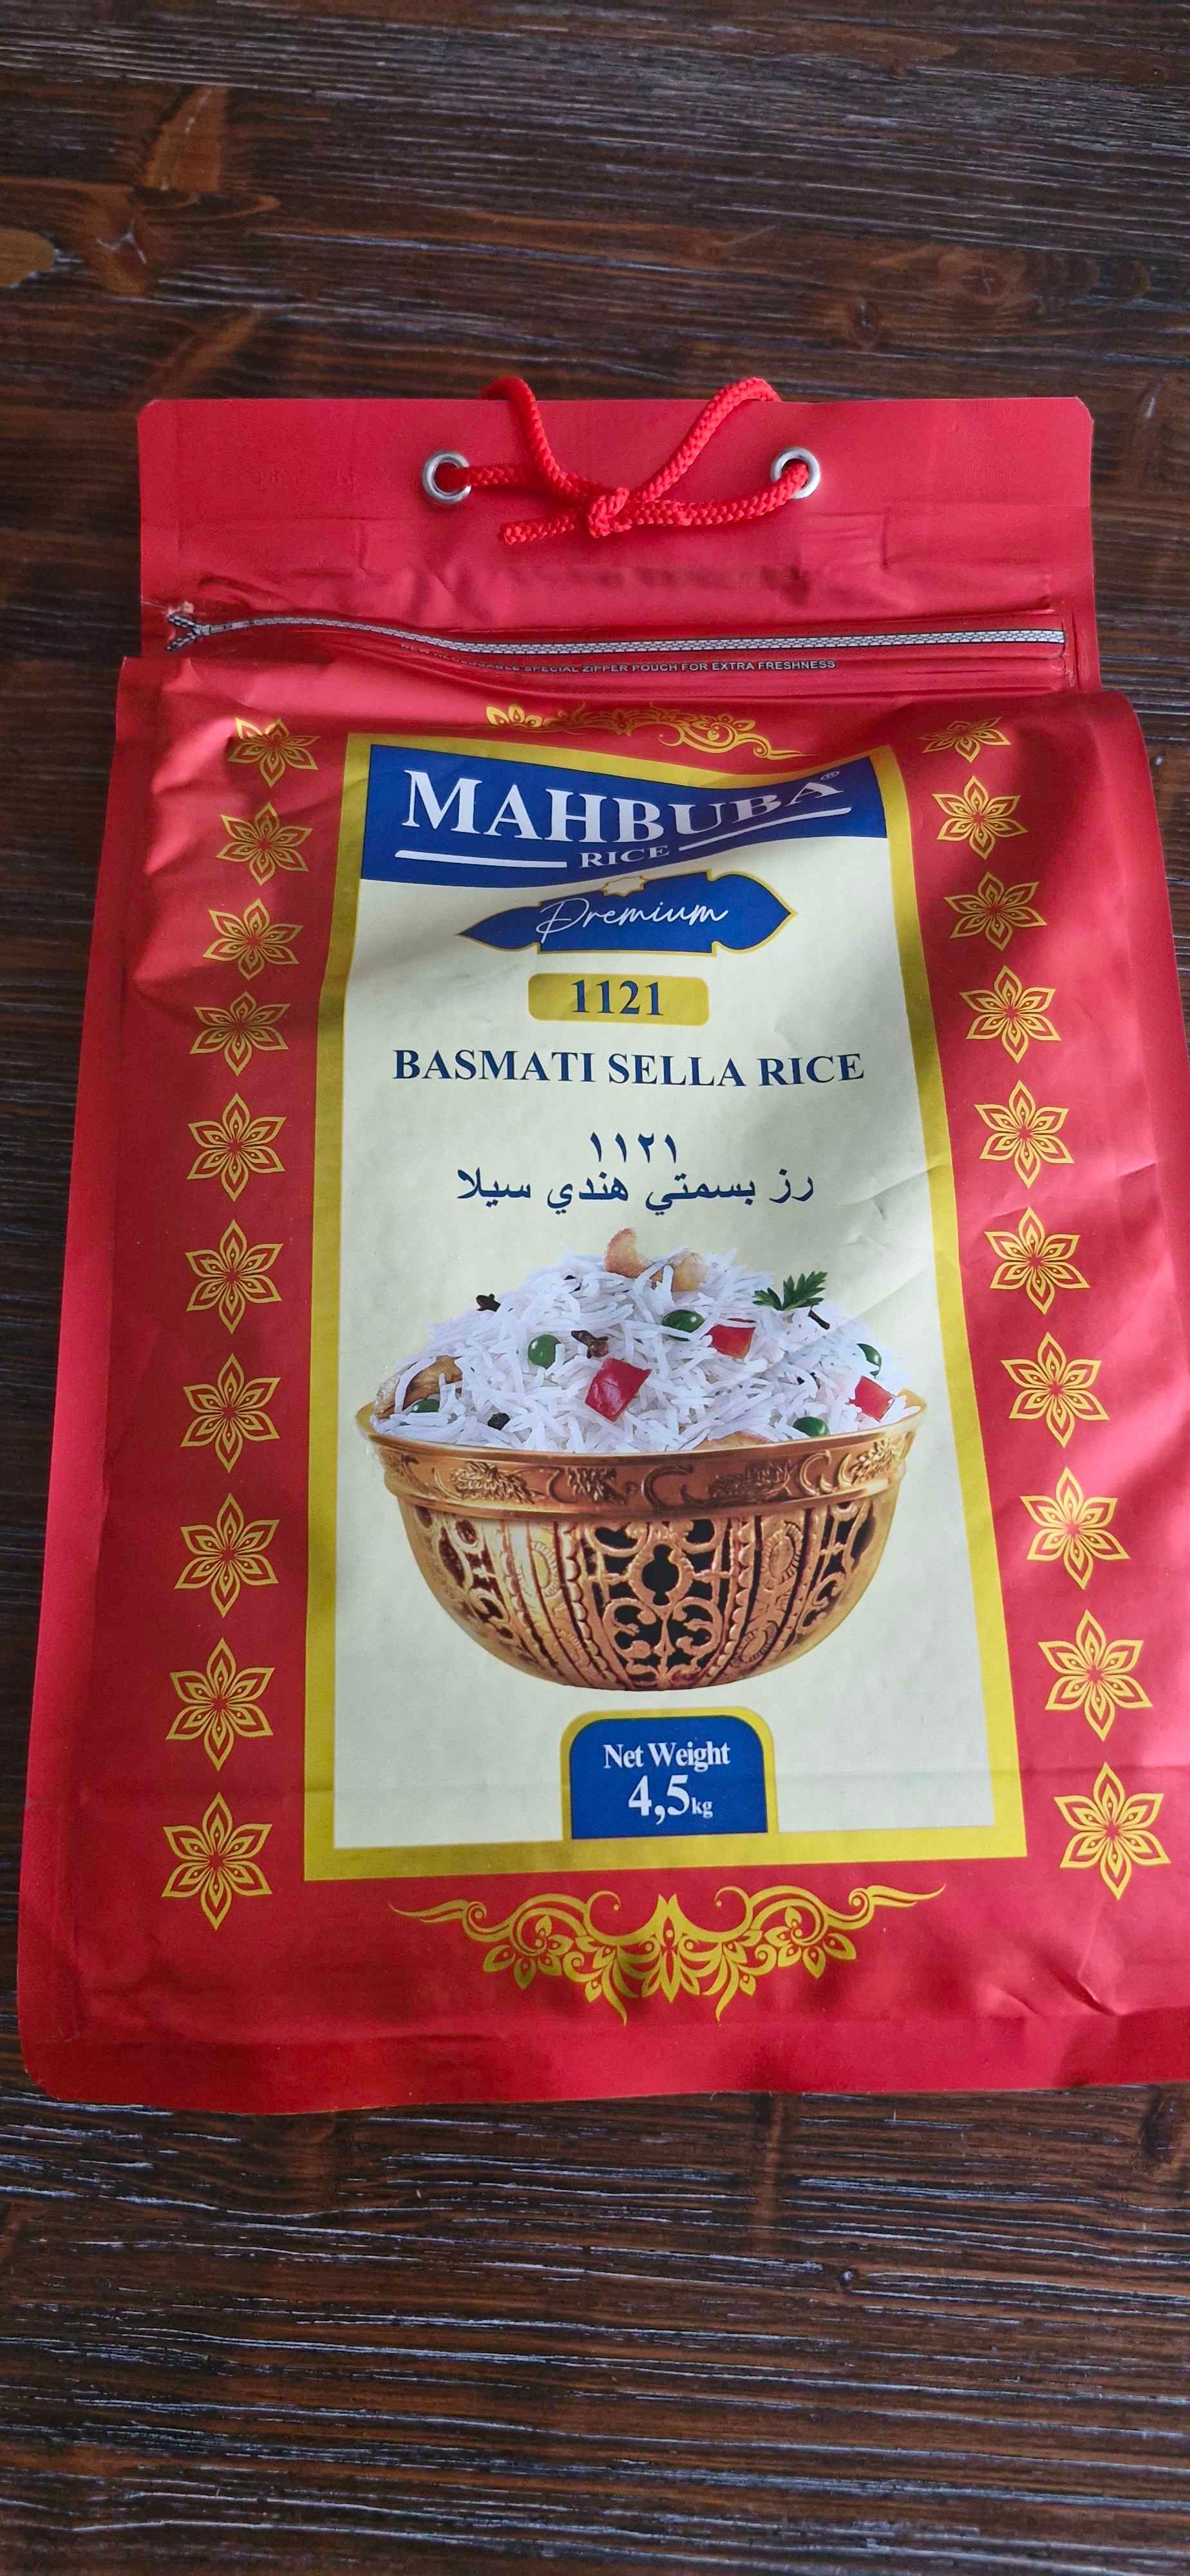 SPECIAL ZIPPER POUCH FOR EXTRA FRESHNESS
MAHBUBA®
RICE
Premium
1121
BASMATI SELLA RICE
١١٢١
رز بسمتي هندي سيلا
Net Weight
4,5kg